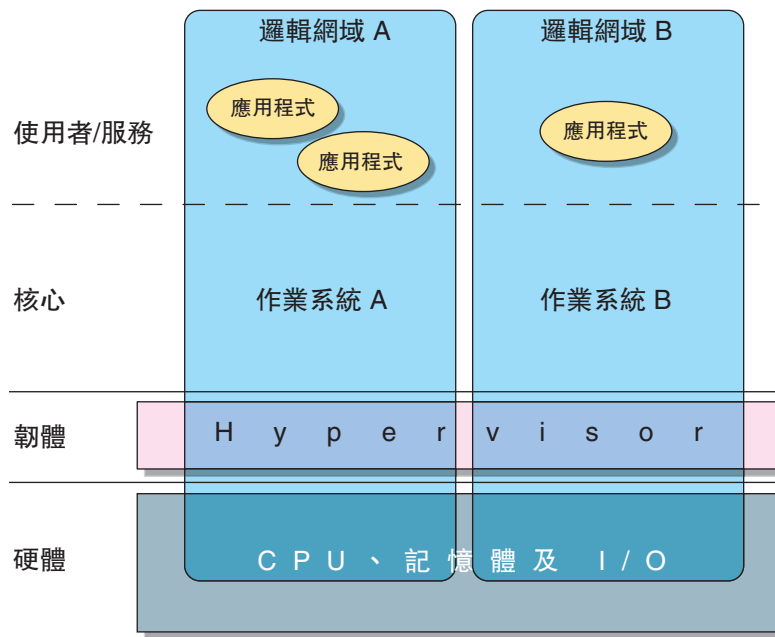 邏輯網域 A
邏輯網域 B
應用程式
應用程式
使用者/服務
應用程式
核心
作業系統 A
作業系統 B
韌體
Hypervisor
硬體
CPU、記憶體及 I/O